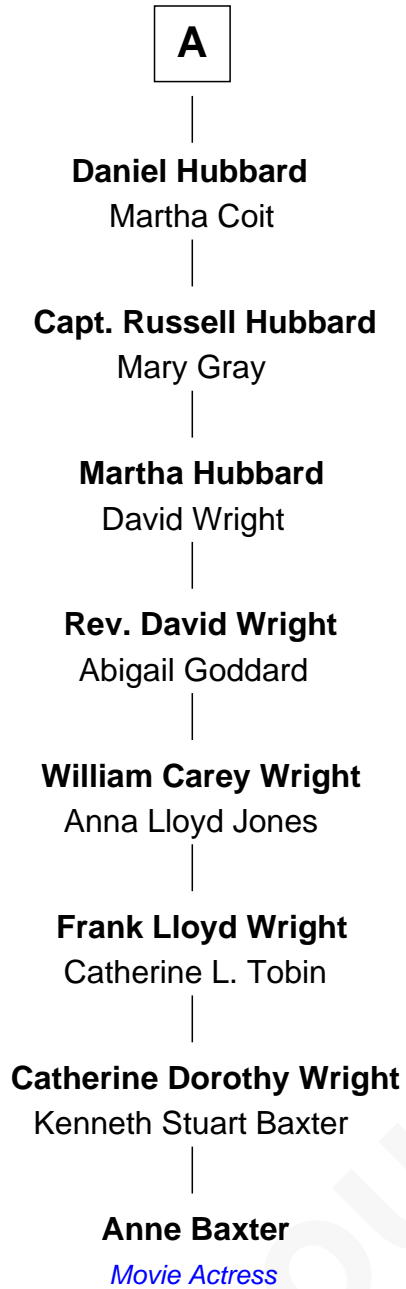 A
Daniel Hubbard
Martha Coit
Capt. Russell Hubbard
Mary Gray
Martha Hubbard
David Wright
Rev. David Wright
Abigail Goddard
William Carey Wright
Anna Lloyd Jones
Frank Lloyd Wright
Catherine L. Tobin
Catherine Dorothy Wright
Kenneth Stuart Baxter
Anne Baxter
Movie Actress